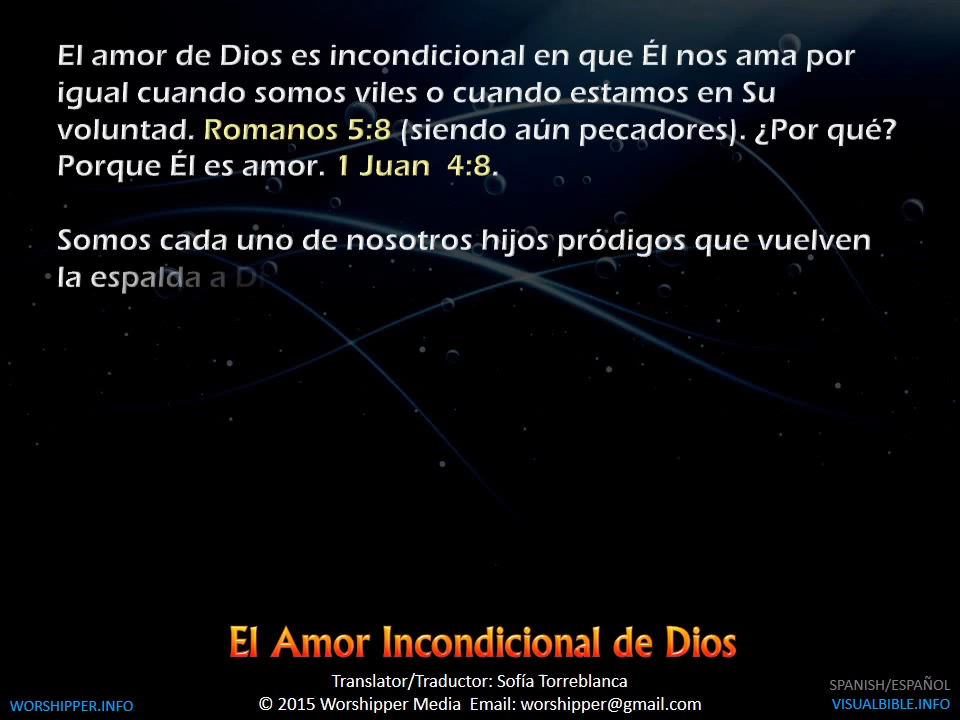 El amor de Dios es incondicional en que Él nos ama por
igual cuando somos viles o cuando estamos en Su
voluntad. Romanos 5:8 (siendo aún pecadores). ¿Por qué?
Porque Él es amor. 1 Juan 4:8.
Somos cada uno de nosotros hijos pródigos que vuelven
la espalda a D
El Amor Incondicional de Dios
Translator/Traductor: Sofía Torreblanca
© 2015 Worshipper Media Email: worshipper@gmail.com
WORSHIPPER.INFO
SPANISH/ESPAÑOL
VISUALBIBLE.INFO